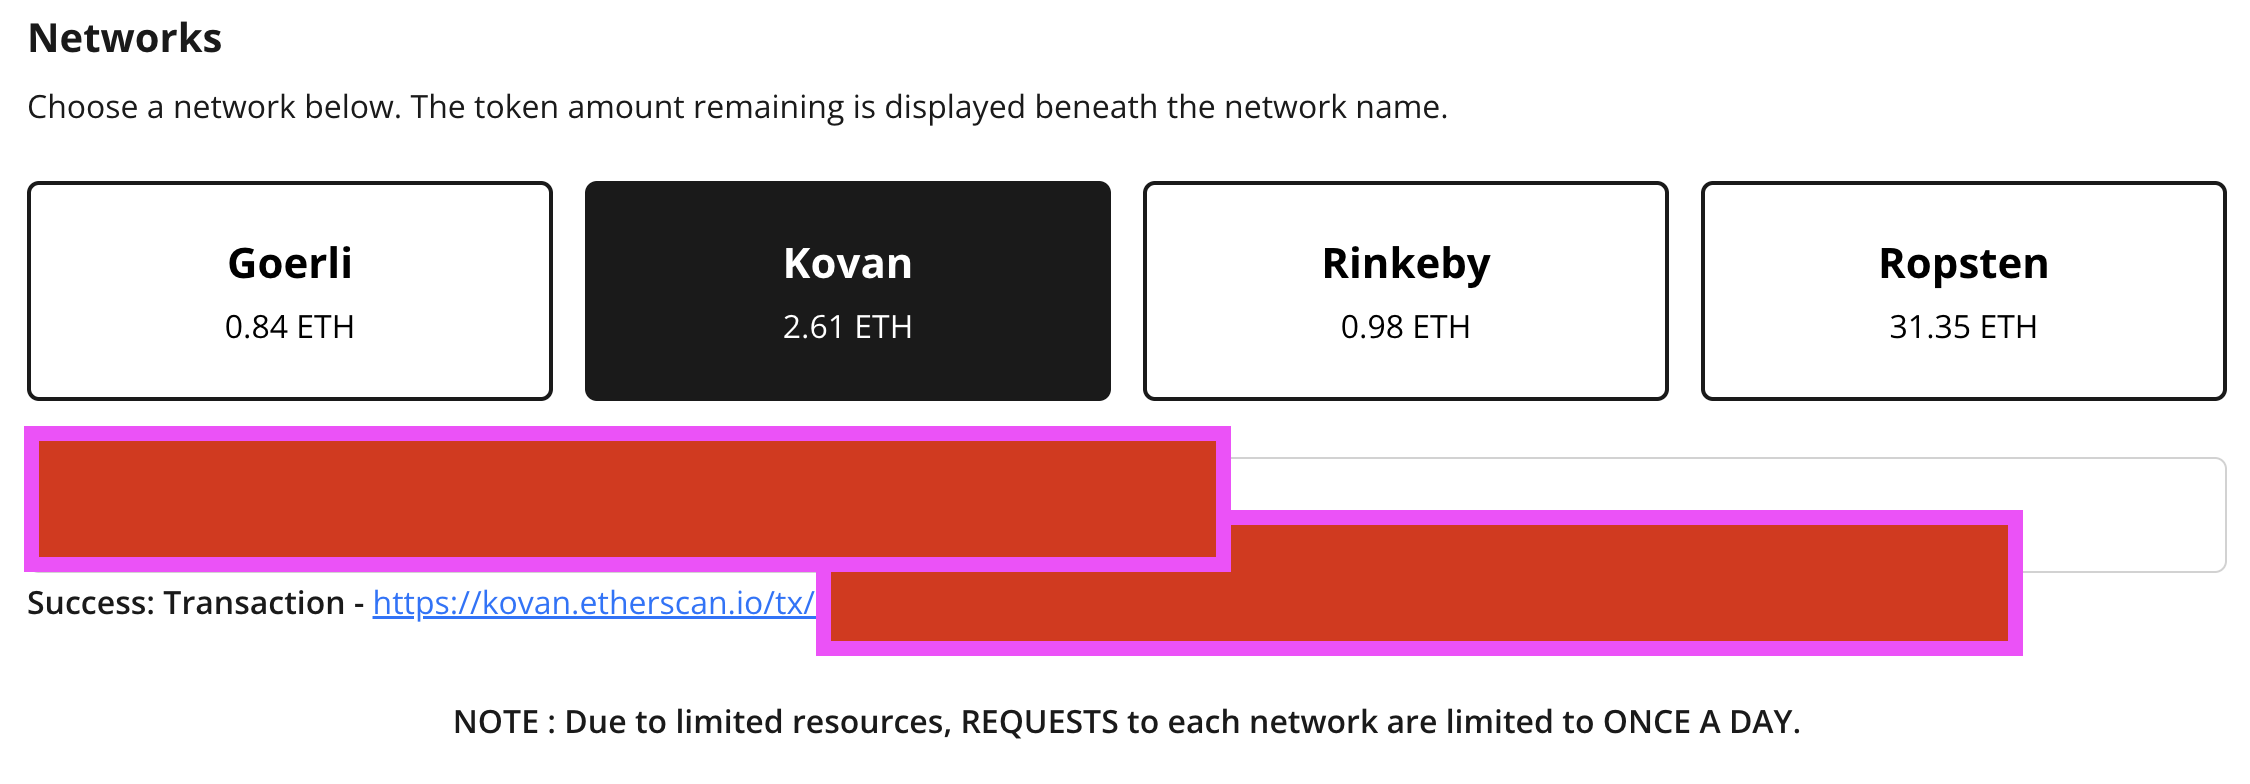 Networks
Choose a network below. The token amount remaining is displayed beneath the network name.
Goerli
0.84 ETH
Kovan
2.61 ETH
Rinkeby
0.98 ETH
Ropsten
31.35 ETH
Success: Transaction - https://kovan.etherscan.io/tx/
NOTE : Due to limited resources, REQUESTS to each network are limited to ONCE A DAY.